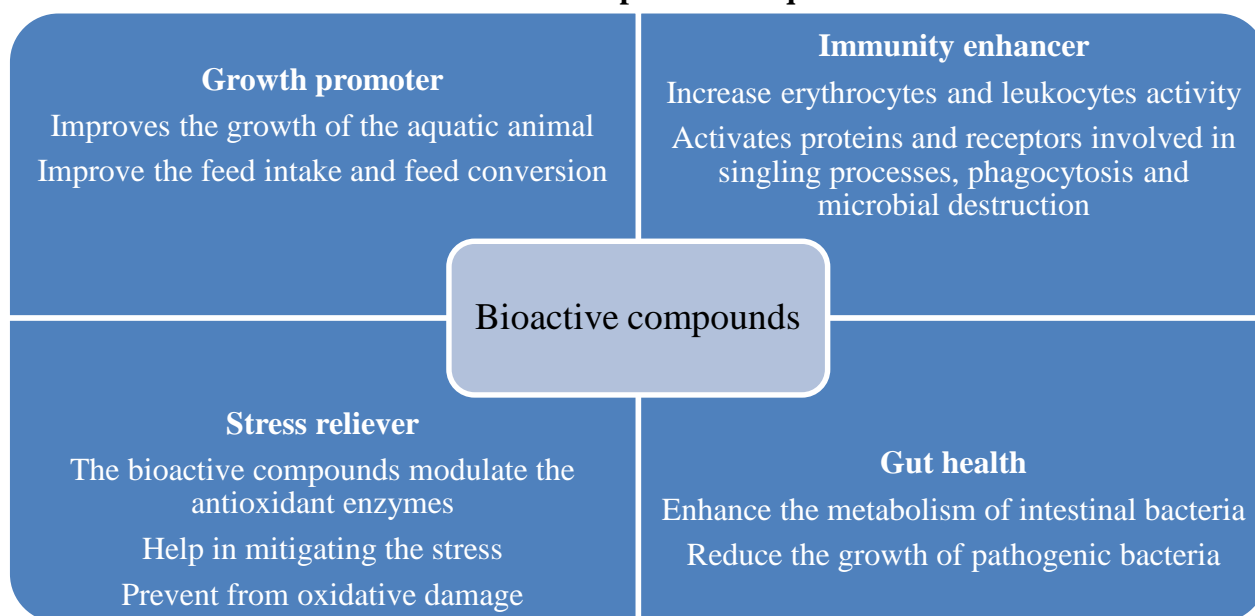 Growth promoter
Improves the growth of the aquatic animal
Improve the feed intake and feed conversion
Immunity enhancer
Increase erythrocytes and leukocytes activity
Activates proteins and receptors involved in
singling processes, phagocytosis and
microbial destruction
Bioactive compounds
Stress reliever
The bioactive compounds modulate the
antioxidant enzymes
Help in mitigating the stress
Prevent from oxidative damage
Gut health
Enhance the metabolism of intestinal bacteria
Reduce the growth of pathogenic bacteria